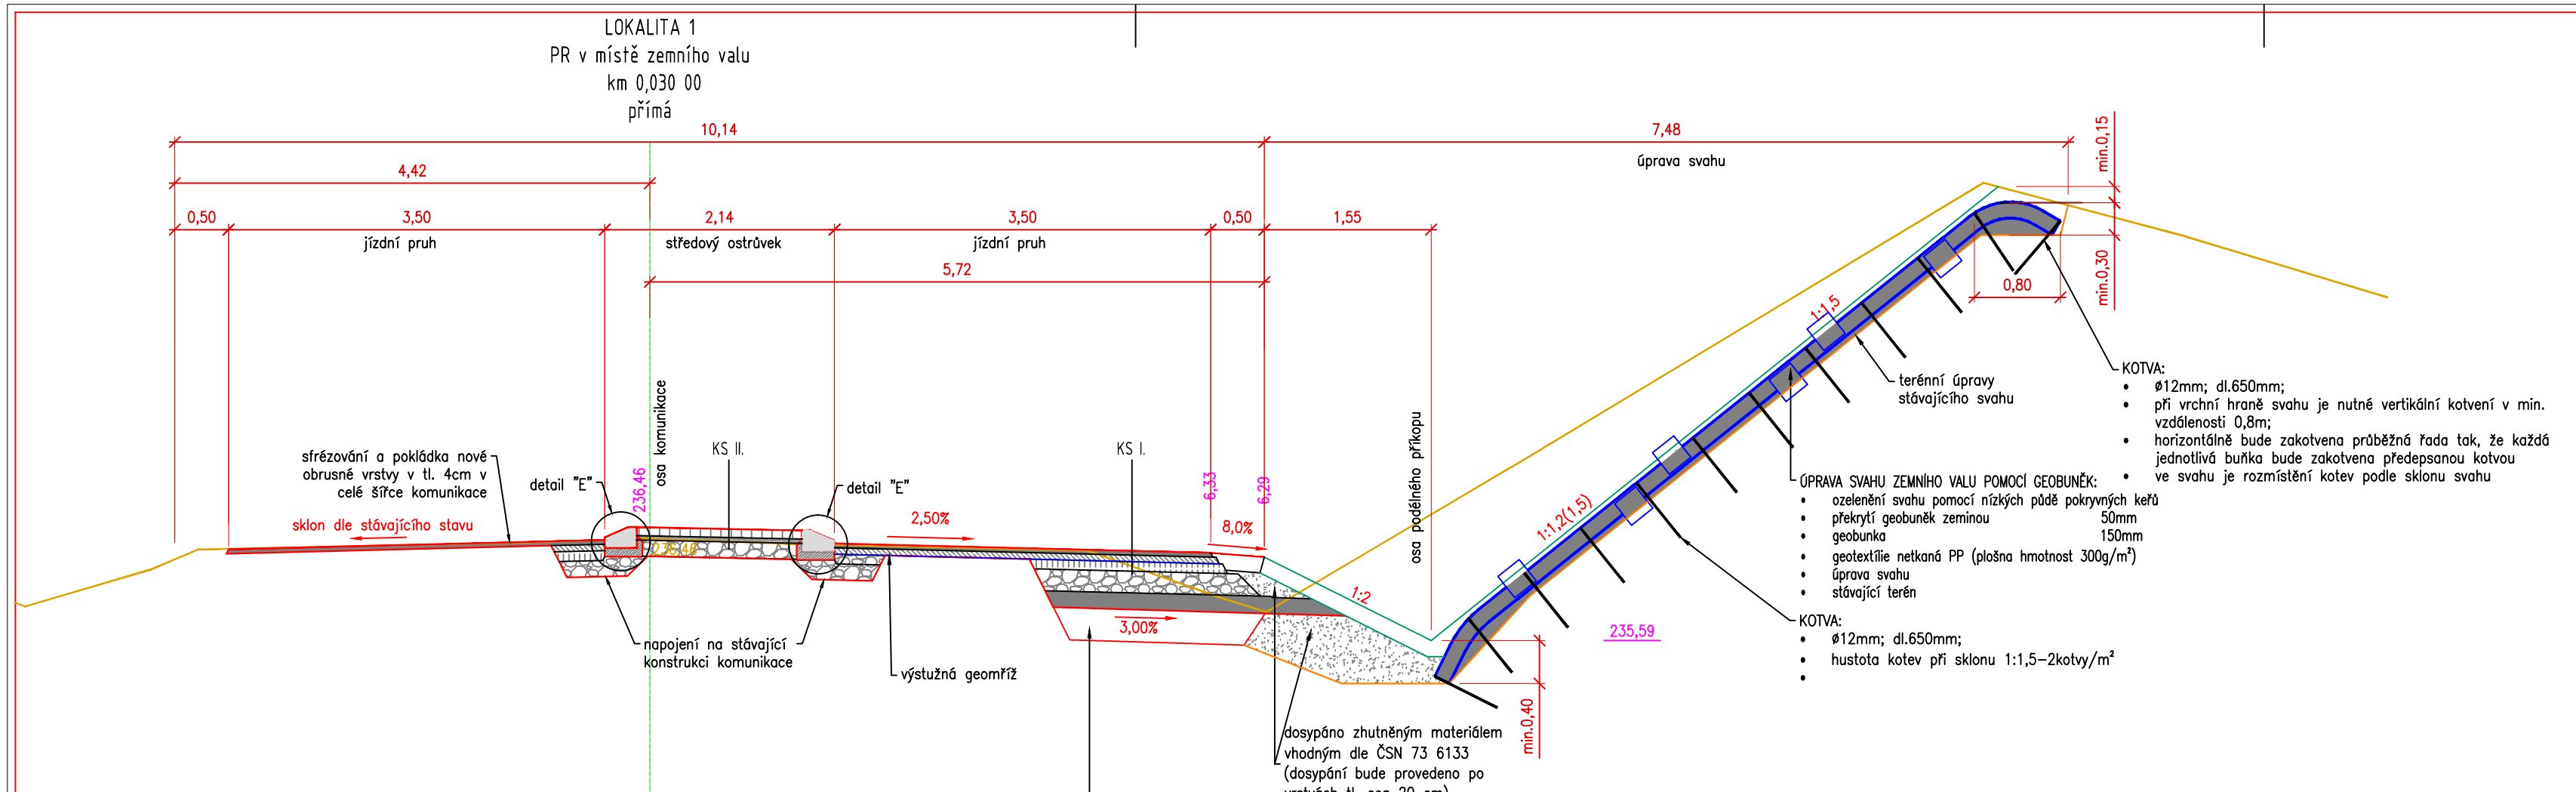 LOKALITA 1
PR v místě zemního valu
km 0,030 00
přímá
10,14
7,48
úprava svahu
min.0,15
4,42
0,50
3,50
2,14
3,50
0,50
1,55
jízdní pruh
středový ostrůvek
jízdní pruh
5,72
min.0,30
0,80
1:1,5
terénní úpravy
stávajícího svahu
KOTVA:
• ø12mm; dl.650mm;
• při vrchní hraně svahu je nutné vertikální kotvení v min.
vzdálenosti 0,8m;
• horizontálně bude zakotvena průběžná řada tak, že každá
jednotlivá buňka bude zakotvena předepsanou kotvou
• ve svahu je rozmístění kotev podle sklonu svahu
osa komunikace
osa podélného příkopu
sfrézování a pokládka nové
obrusné vrstvy v tl. 4cm v
celé šířce komunikace
KS II.
KS I.
detail "E"
236,46
detail "E"
6,33
6,29
ÚPRAVA SVAHU ZEMNÍHO VALU POMOCÍ GEOBUNĚK:
• ozelenění svahu pomocí nízkých půdě pokryvných keřů
• překrytí geobuněk zeminou 50mm
• geobunka 150mm
• geotextílie netkaná PP (plošna hmotnost 300g/m²)
• úprava svahu
• stávající terén
sklon dle stávajícího stavu
2,50%
8,0%
1:1,2(1,5)
236,46
1:2
3,00%
235,59
KOTVA:
• ø12mm; dl.650mm;
• hustota kotev při sklonu 1:1,5–2kotvy/m²
•
napojení na stávající
konstrukci komunikace
výstužná geomříž
min.0,40
dosypáno zhutněným materiálem
vhodným dle ČSN 73 6133
(dosypání bude provedeno po